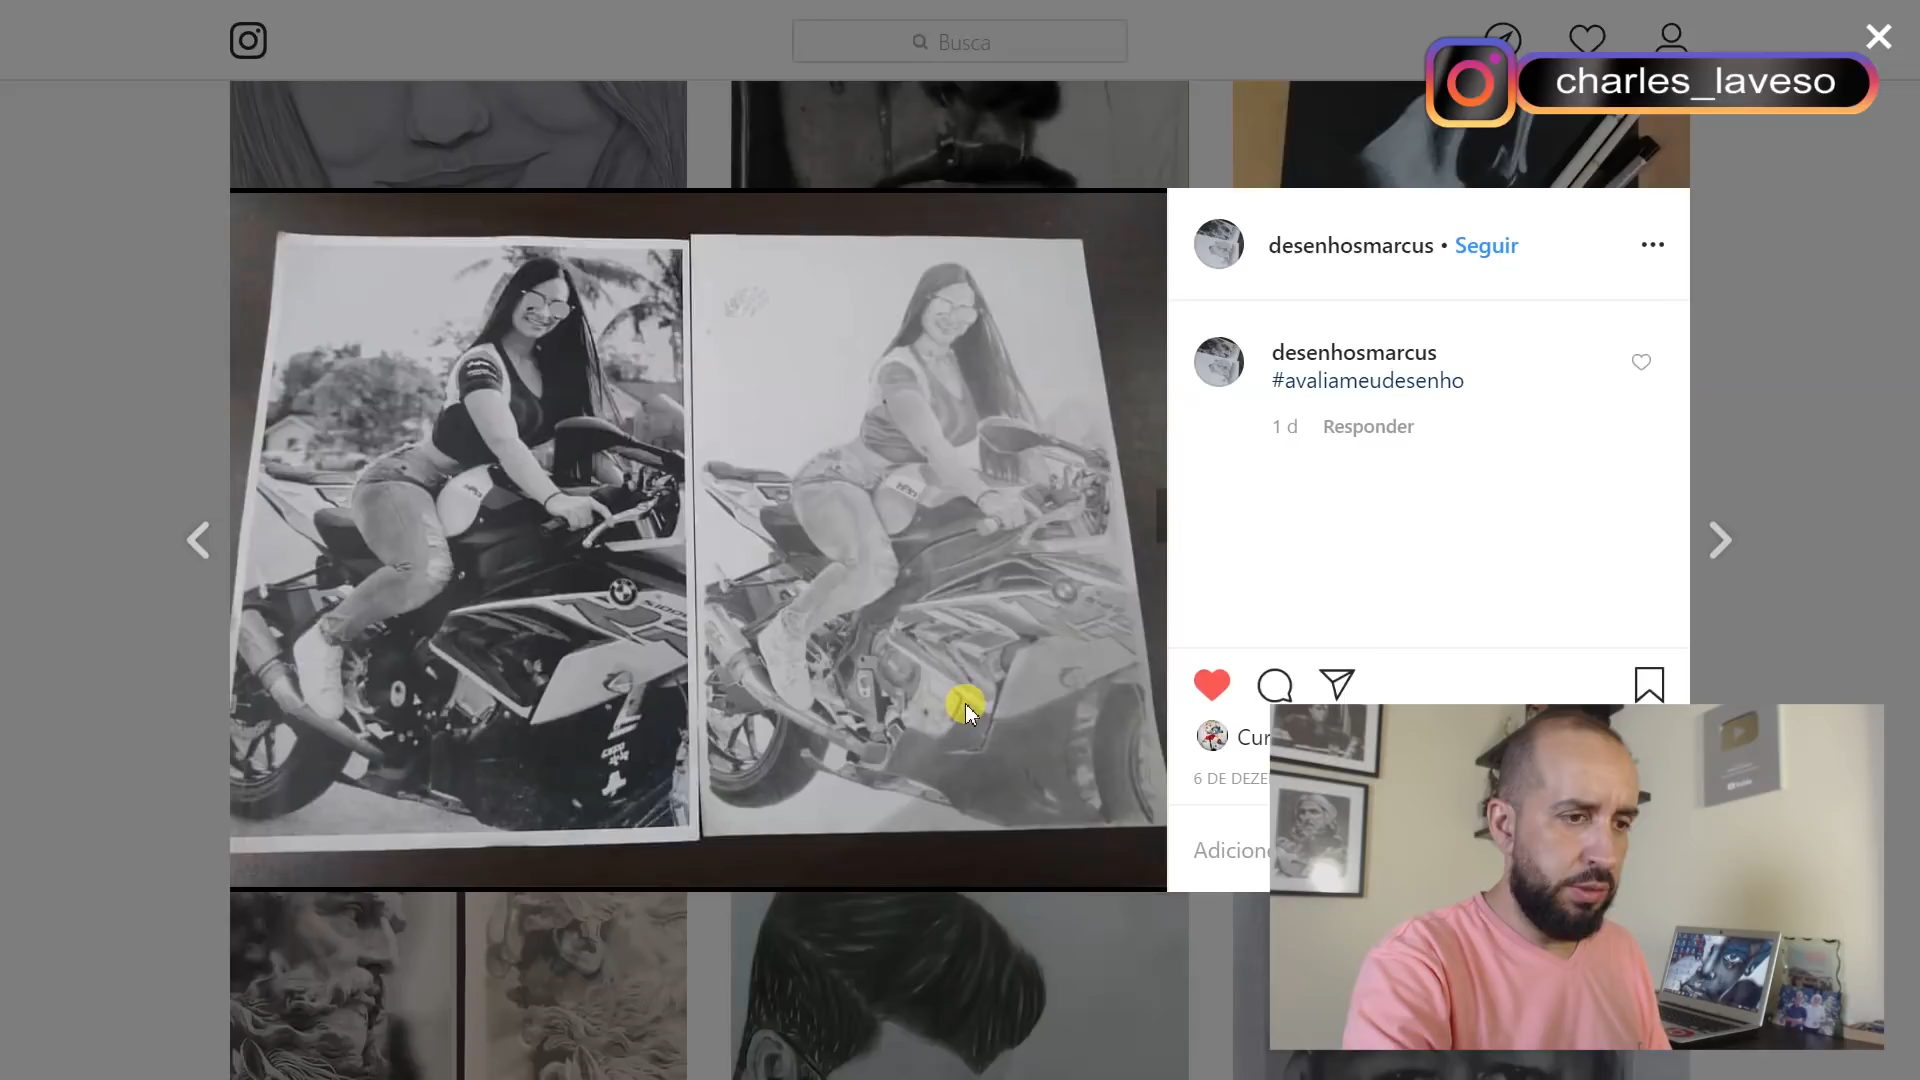 Busca
charles_laveso
desenhosmarcus • Seguir
desenhosmarcus
#avaliameudesenho
1 d Responder
Cur
6 DE DEZE
Adicion